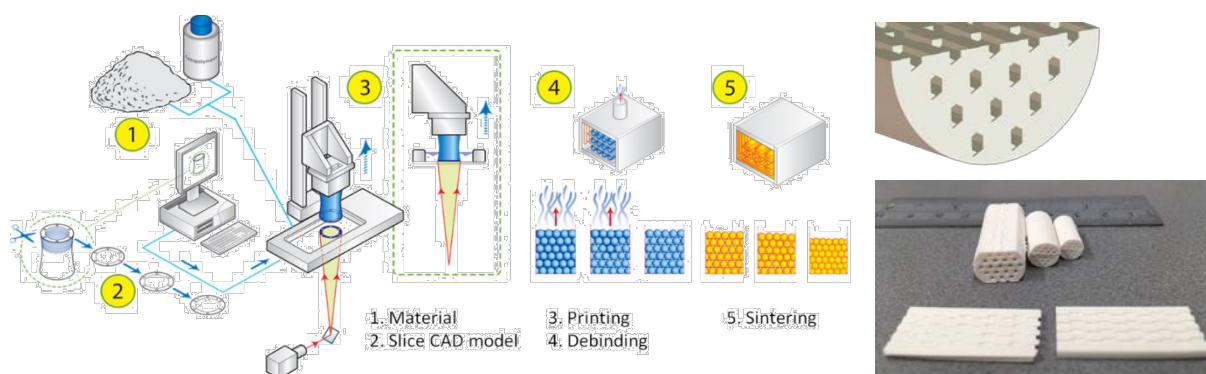 1
2
3
4
5
1. Material
2. Slice CAD model
3. Printing
4. Debinding
5. Sintering